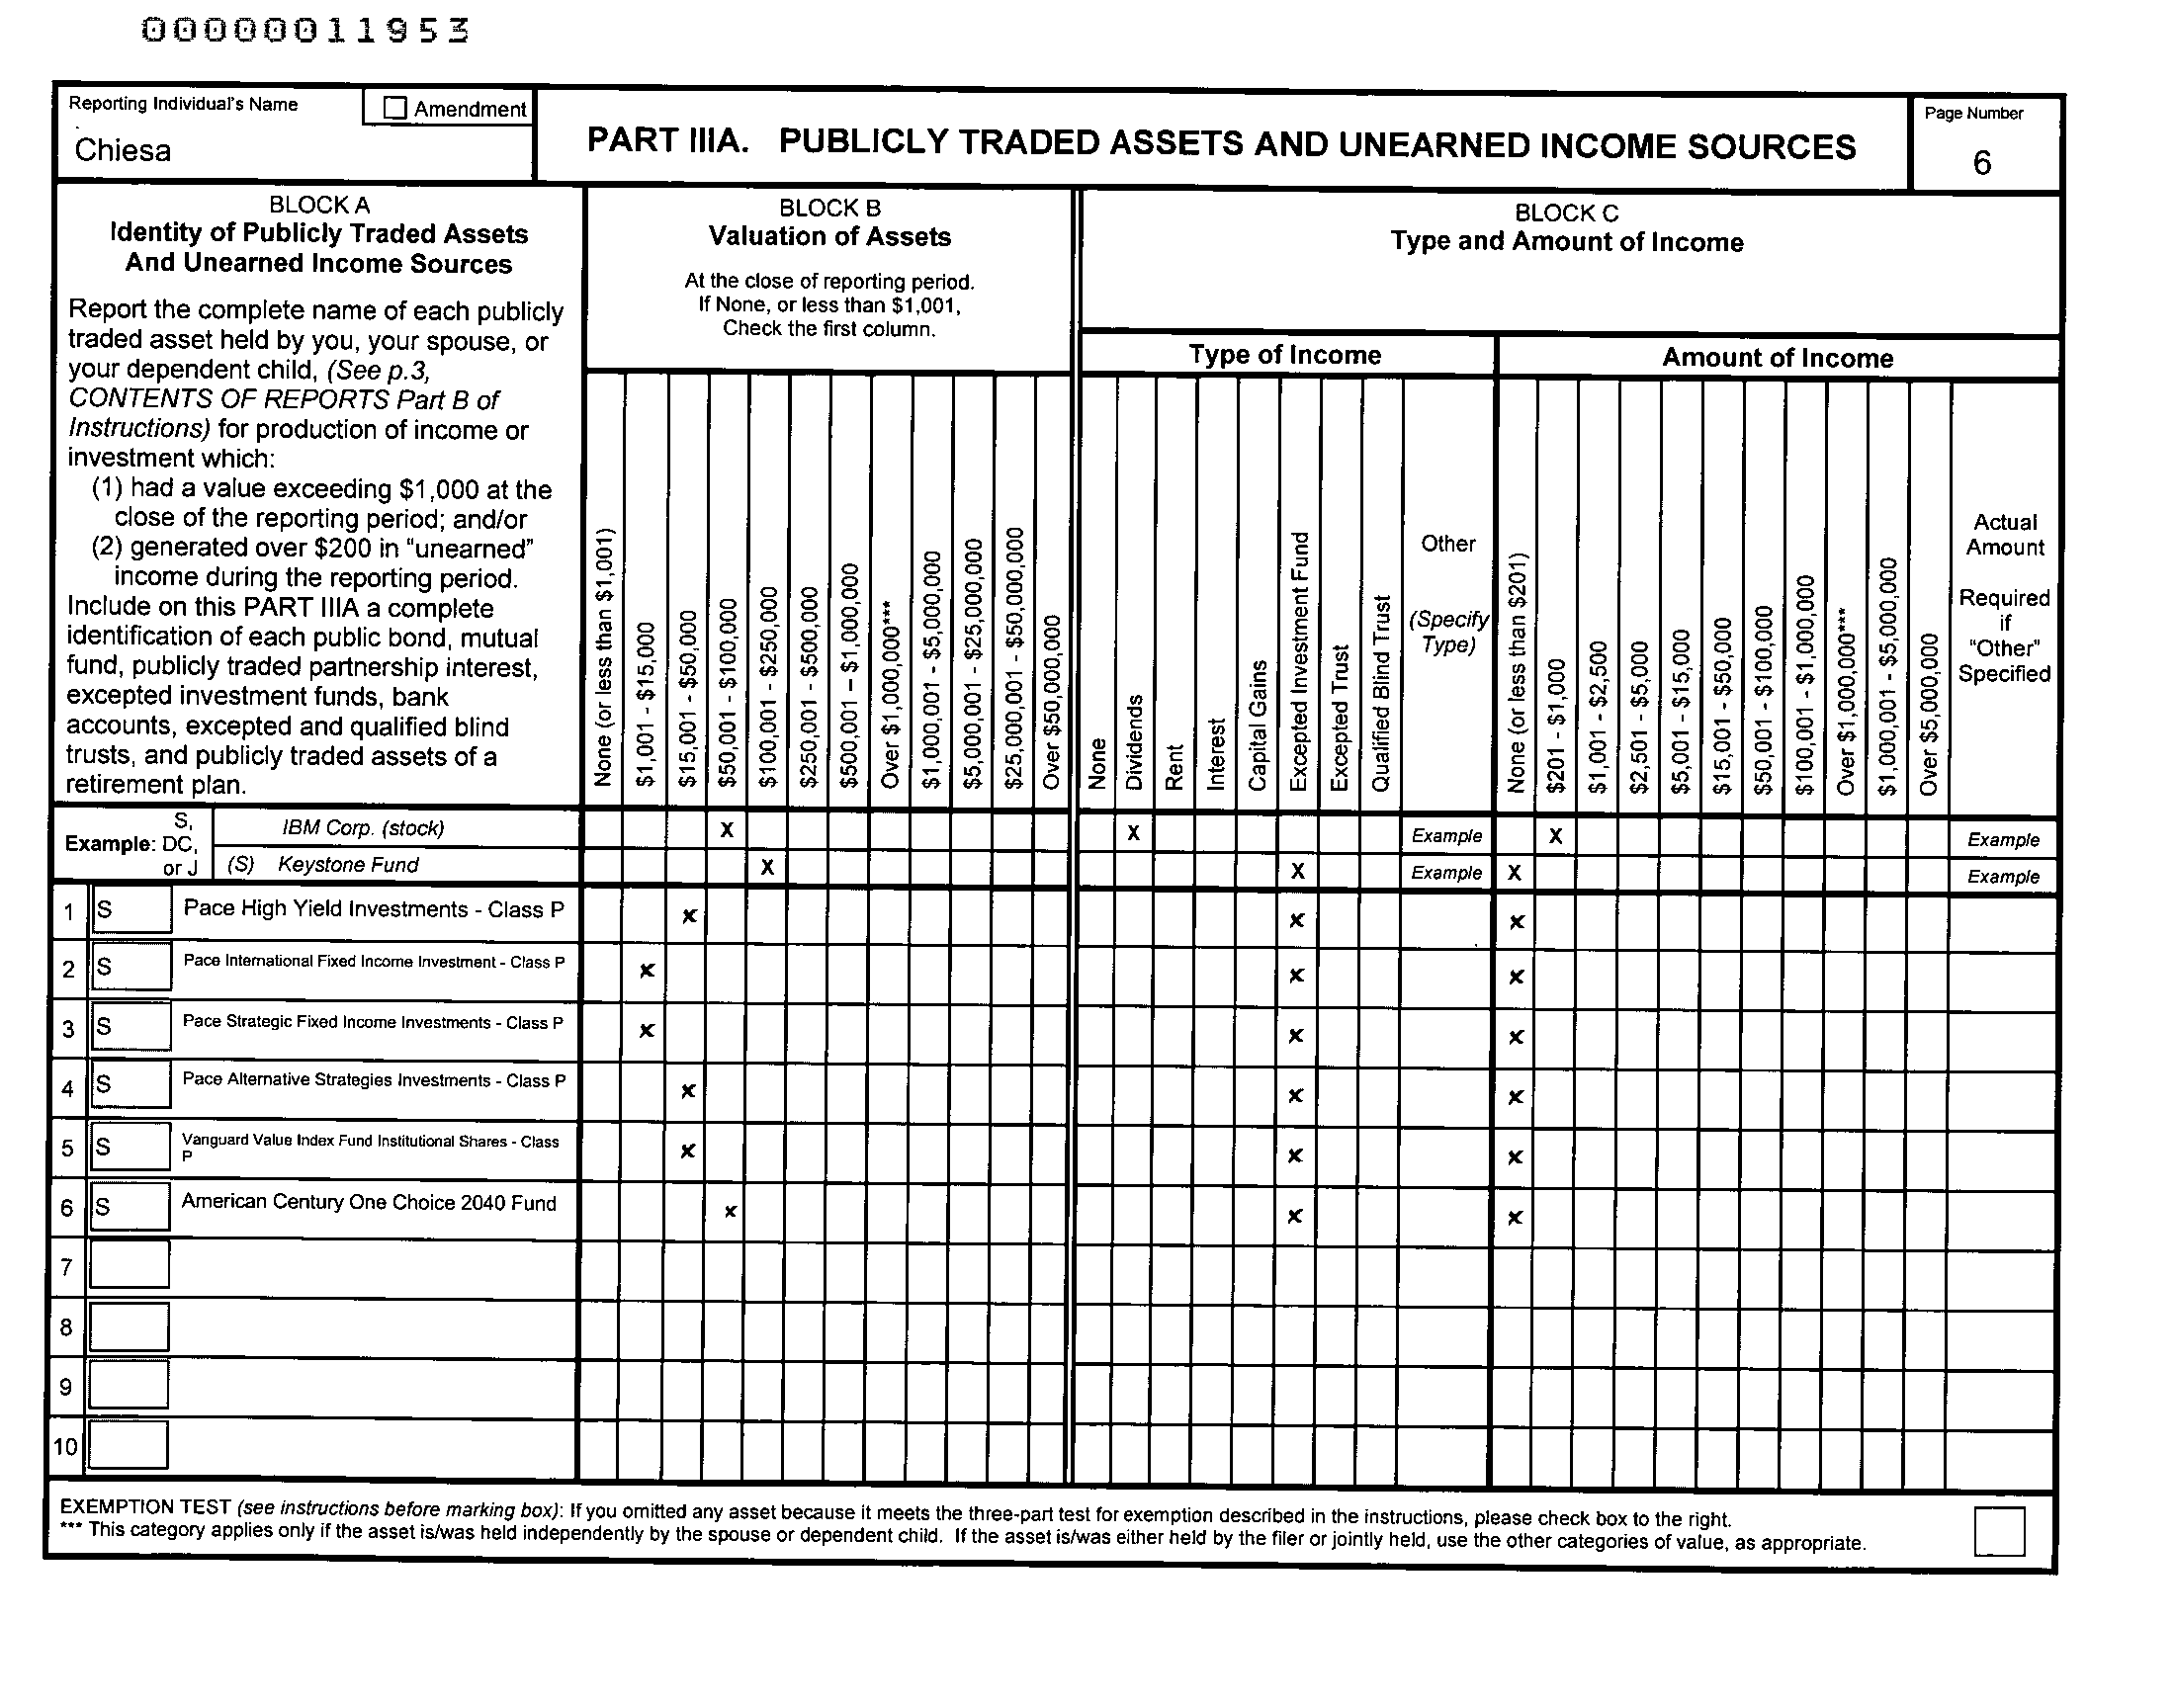 00000011953
Reporting Individual's Name
Amendment
Chiesa
PART IIIA. PUBLICLY TRADED ASSETS AND UNEARNED INCOME SOURCES
Page Number
6
BLOCK A
Identity of Publicly Traded Assets
And Unearned Income Sources
Report the complete name of each publicly
traded asset held by you, your spouse, or
your dependent child, (See p.3,
CONTENTS OF REPORTS Part B of
Instructions) for production of income or
investment which:
(1) had a value exceeding $1,000 at the
close of the reporting period; and/or
(2) generated over $200 in "unearned"
income during the reporting period.
Include on this PART IIIA a complete
identification of each public bond, mutual
fund, publicly traded partnership interest,
excepted investment funds, bank
accounts, excepted and qualified blind
trusts, and publicly traded assets of a
retirement plan.
BLOCK B
Valuation of Assets
At the close of reporting period.
If None, or less than $1,001,
Check the first column.
None (or less than $1,001)
$1,001 - $15,000
$15,001 - $50,000
$50,001 - $100,000
$100,001 - $250,000
$250,001 - $500,000
$500,001 – $1,000,000
Over $1,000,000***
$1,000,001 - $5,000,000
$5,000,001 - $25,000,000
$25,000,001 - $50,000,000
Over $50,000,000
BLOCK C
Type and Amount of Income
Type of Income
None
Dividends
Rent
Interest
Capital Gains
Excepted Investment Fund
Excepted Trust
Qualified Blind Trust
Other
(Specify
Type)
Amount of Income
None (or less than $201)
$201 - $1,000
$1,001 - $2,500
$2,501 - $5,000
$5,001 - $15,000
$15,001 - $50,000
$50,001 - $100,000
$100,001 - $1,000,000
Over $1,000,000***
$1,000,001 - $5,000,000
Over $5,000,000
Actual
Amount
Required
if
"Other"
Specified
Example: S, DC, or J
IBM Corp. (stock) X X Example X Example
(S) Keystone Fund X X Example X Example
1 S Pace High Yield Investments - Class P x x x
2 S Pace International Fixed Income Investment - Class P x x x
3 S Pace Strategic Fixed Income Investments - Class P x x x
4 S Pace Alternative Strategies Investments - Class P x x x
5 S Vanguard Value Index Fund Institutional Shares - Class
P x x x
6 S American Century One Choice 2040 Fund x x x
7
8
9
10
EXEMPTION TEST (see instructions before marking box): If you omitted any asset because it meets the three-part test for exemption described in the instructions, please check box to the right.
*** This category applies only if the asset is/was held independently by the spouse or dependent child. If the asset is/was either held by the filer or jointly held, use the other categories of value, as appropriate.